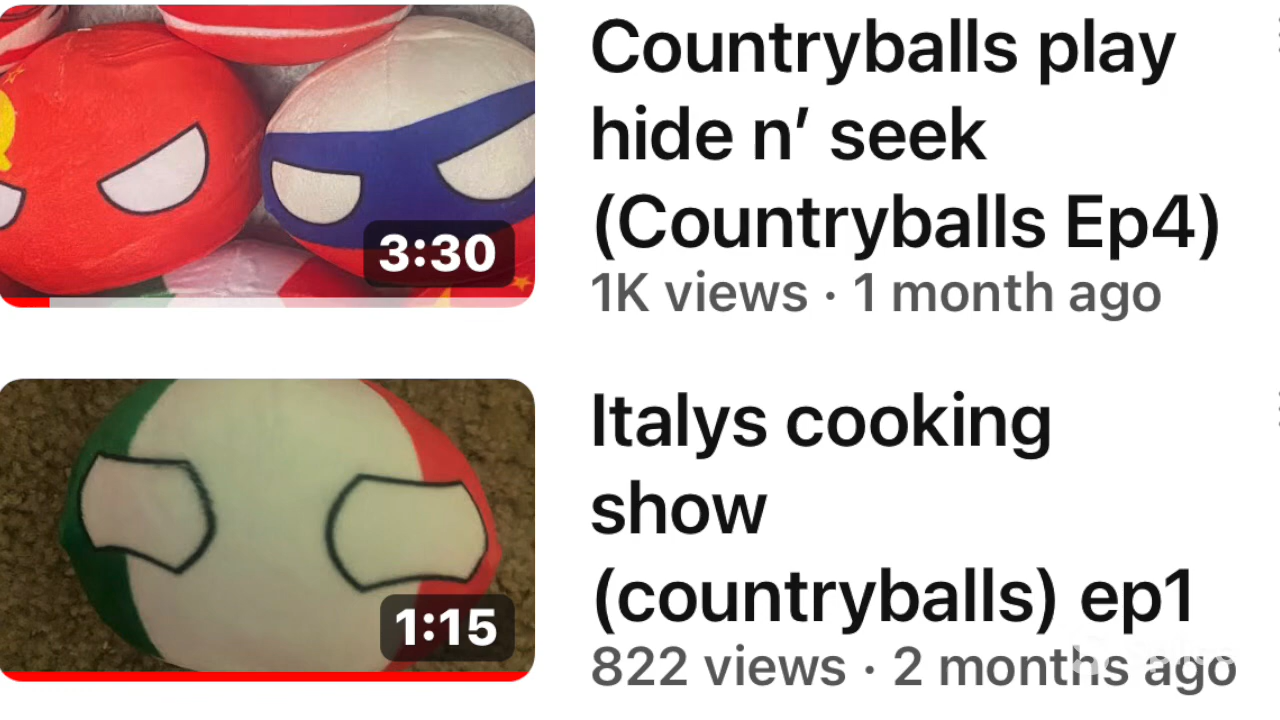 Countryballs play
hide n’ seek
(Countryballs Ep4)
1K views · 1 month ago
3:30
Italys cooking
show
(countryballs) ep1
822 views · 2 months ago
1:15